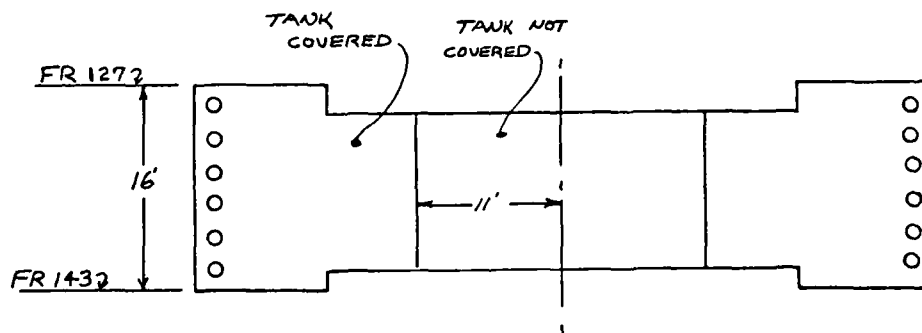 TANK
COVERED
TANK NOT
COVERED
FR 1272
16'
11'
FR 1432